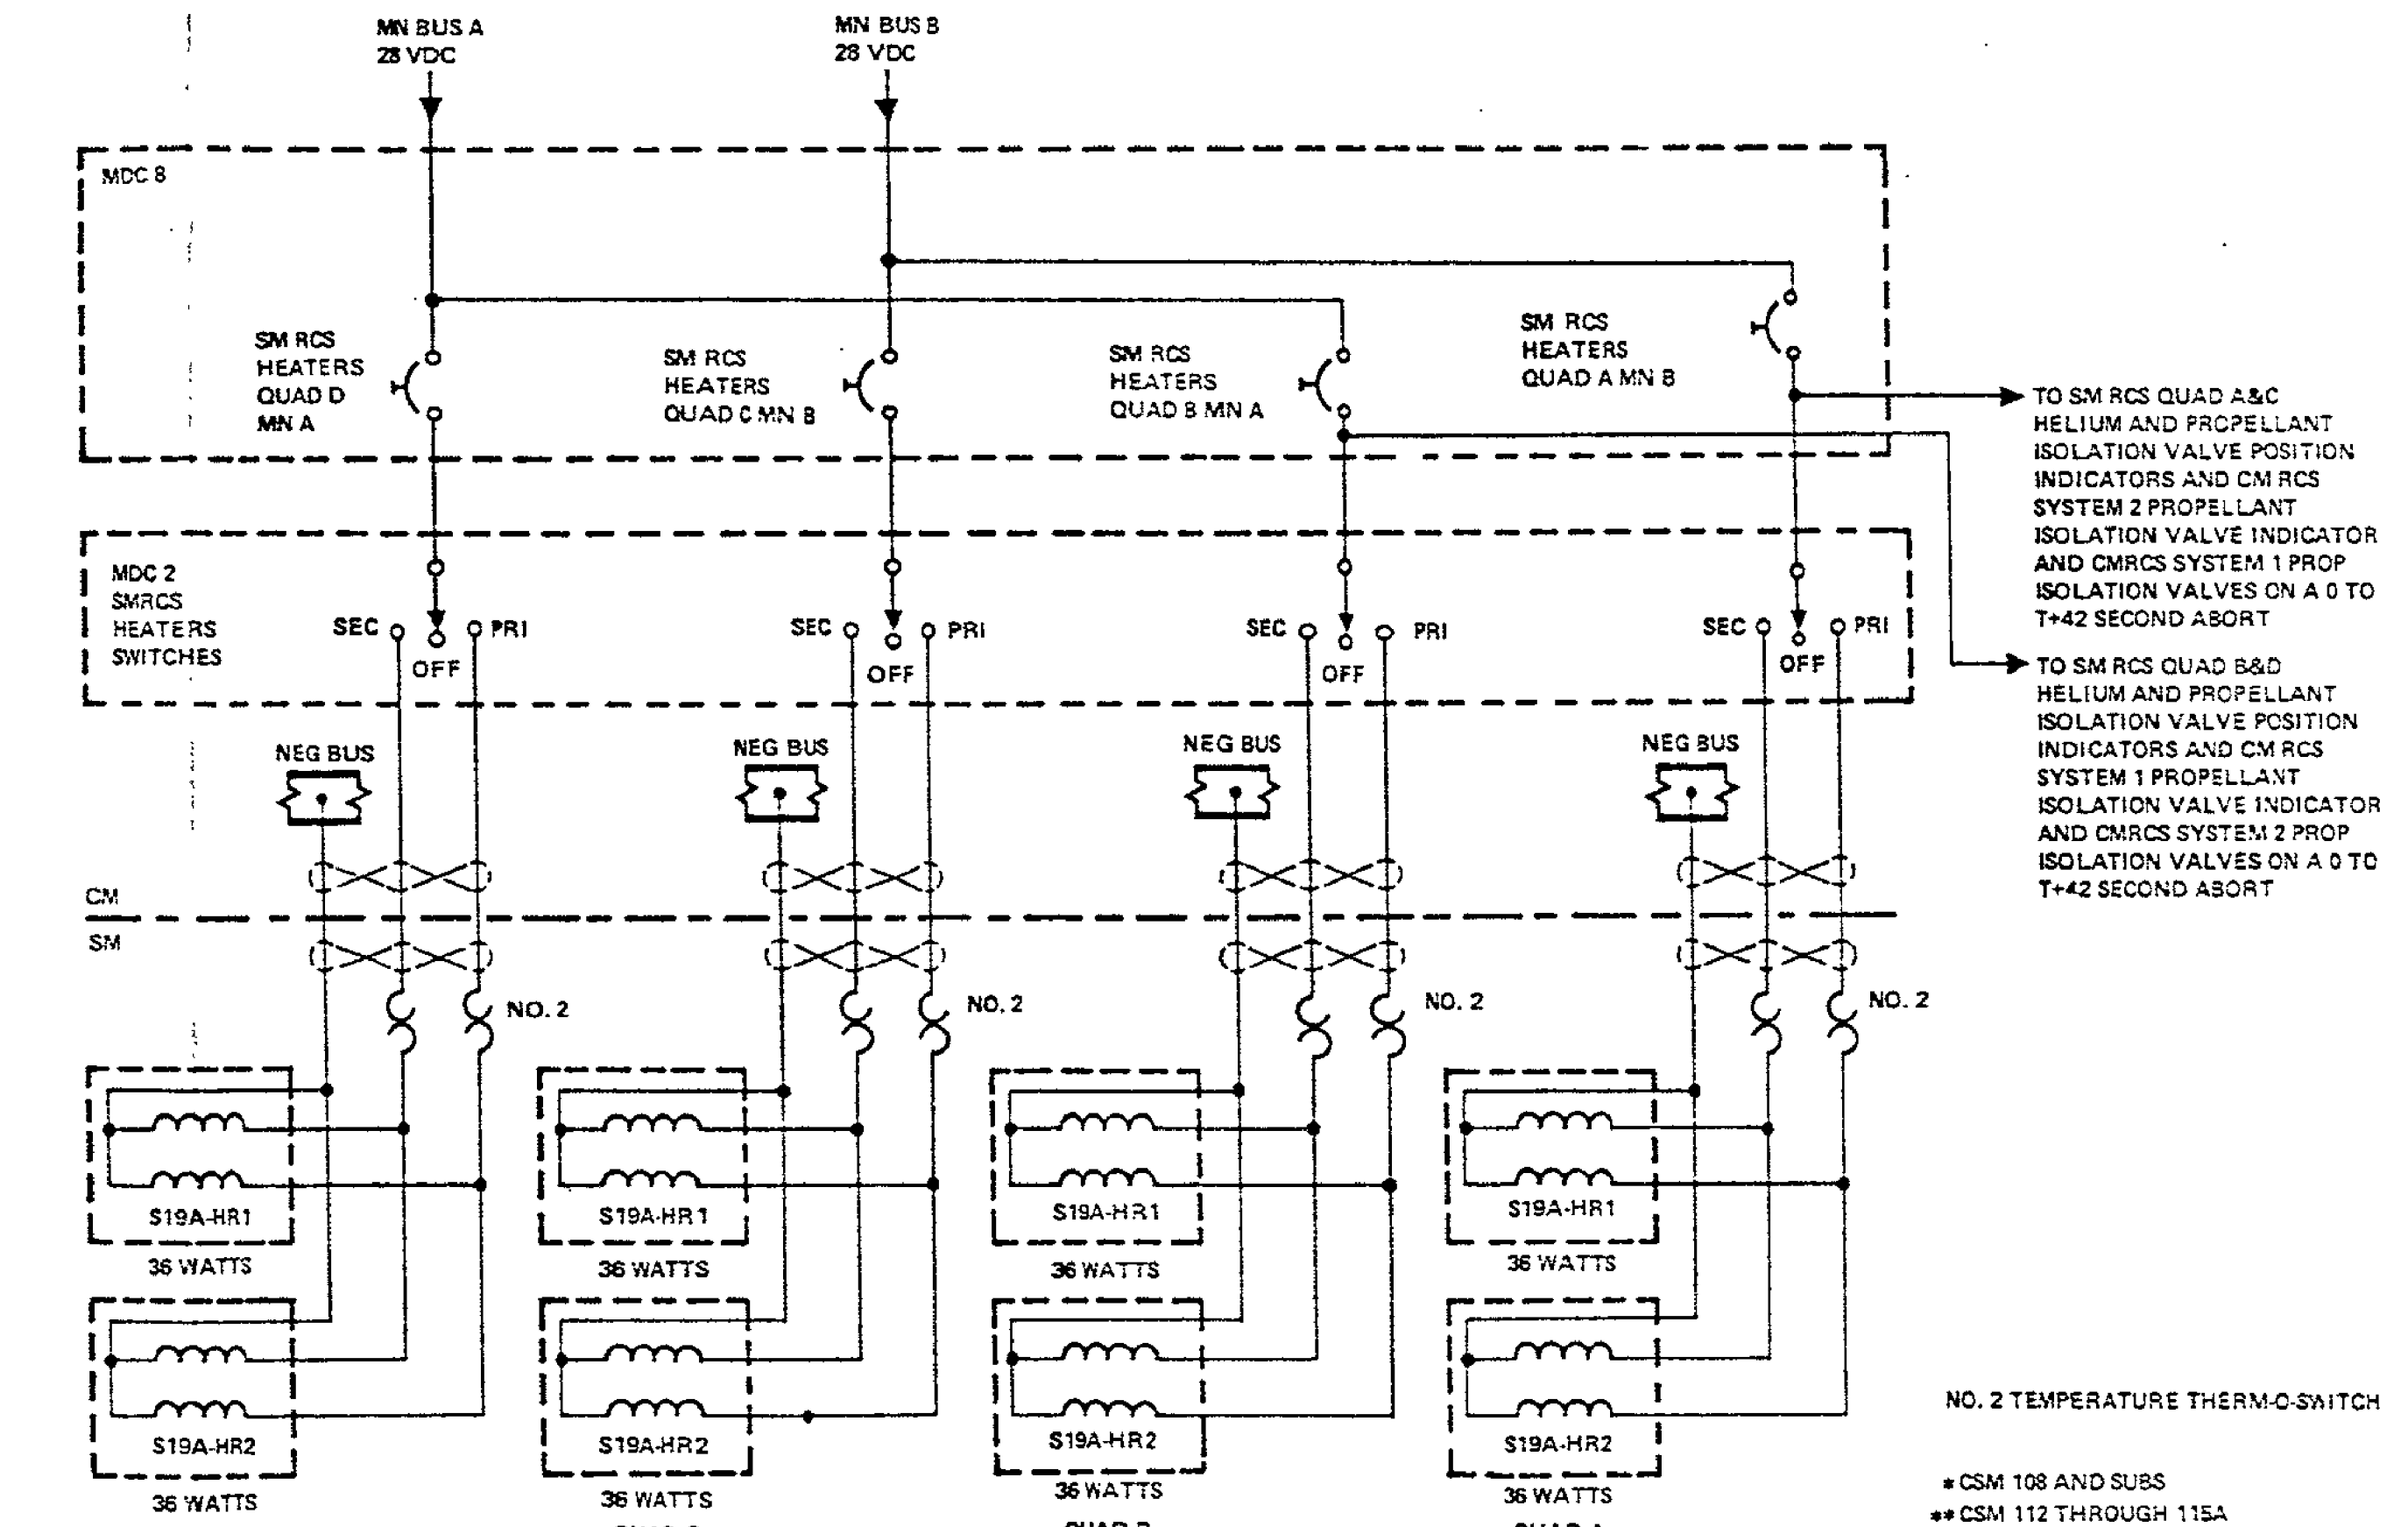 MN BUS A
28 VDC
MN BUS B
28 VDC
MDC 8
SM RCS
HEATERS
QUAD D
MN A
SM RCS
HEATERS
QUAD C MN B
SM RCS
HEATERS
QUAD B MN A
SM RCS
HEATERS
QUAD A MN B
TO SM RCS QUAD A&C
HELIUM AND PROPELLANT
ISOLATION VALVE POSITION
INDICATORS AND CM RCS
SYSTEM 2 PROPELLANT
ISOLATION VALVE INDICATOR
AND CMRCS SYSTEM 1 PROP
ISOLATION VALVES ON A 0 TO
T+42 SECOND ABORT
MDC 2
SMRCS
HEATERS
SWITCHES
SEC
OFF
PRI
SEC
OFF
PRI
SEC
OFF
PRI
SEC
OFF
PRI
TO SM RCS QUAD B&D
HELIUM AND PROPELLANT
ISOLATION VALVE POSITION
INDICATORS AND CM RCS
SYSTEM 1 PROPELLANT
ISOLATION VALVE INDICATOR
AND CMRCS SYSTEM 2 PROP
ISOLATION VALVES ON A 0 TO
T+42 SECOND ABORT
NEG BUS
NEG BUS
NEG BUS
NEG BUS
CM
SM
NO. 2
NO. 2
NO. 2
NO. 2
S19A-HR1
36 WATTS
S19A-HR1
36 WATTS
S19A-HR1
36 WATTS
S19A-HR1
36 WATTS
S19A-HR2
36 WATTS
S19A-HR2
36 WATTS
S19A-HR2
36 WATTS
S19A-HR2
36 WATTS
NO. 2 TEMPERATURE THERM-O-SWITCH
* CSM 108 AND SUBS
** CSM 112 THROUGH 115A